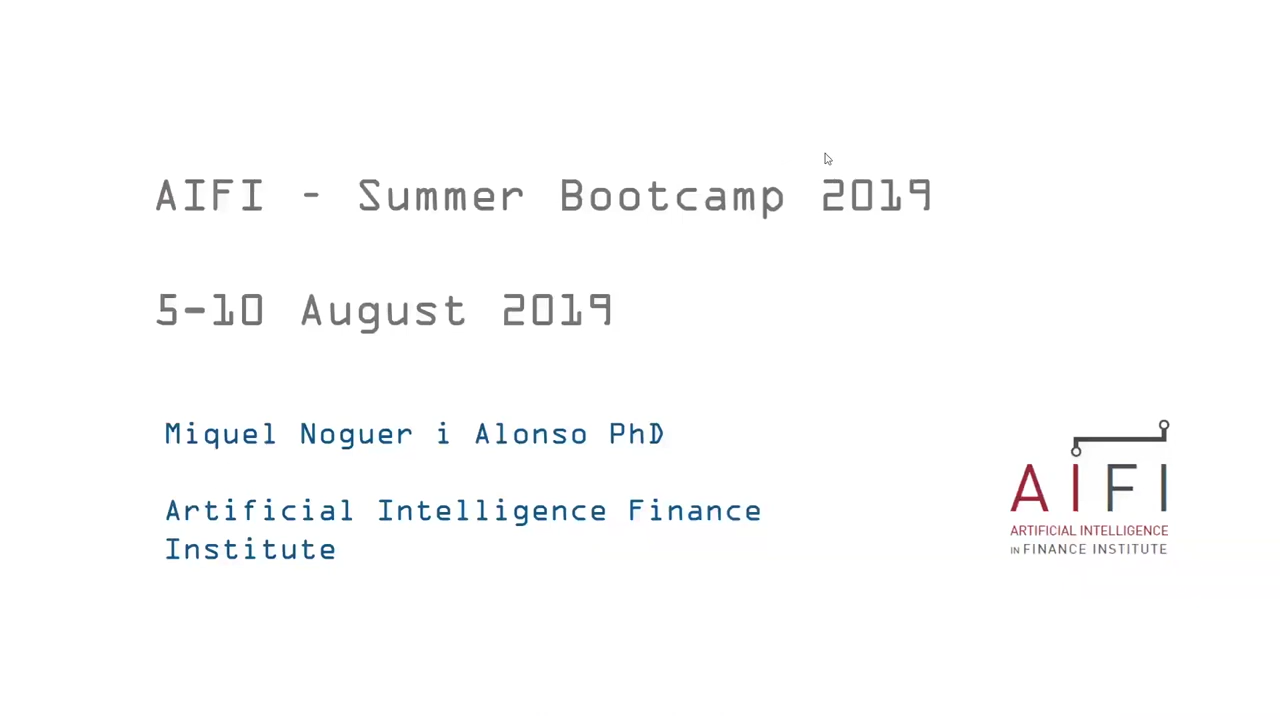 AIFI - Summer Bootcamp 2019
5-10 August 2019
Miquel Noguer i Alonso PhD
Artificial Intelligence Finance
Institute
AIFI
ARTIFICIAL INTELLIGENCE
IN FINANCE INSTITUTE